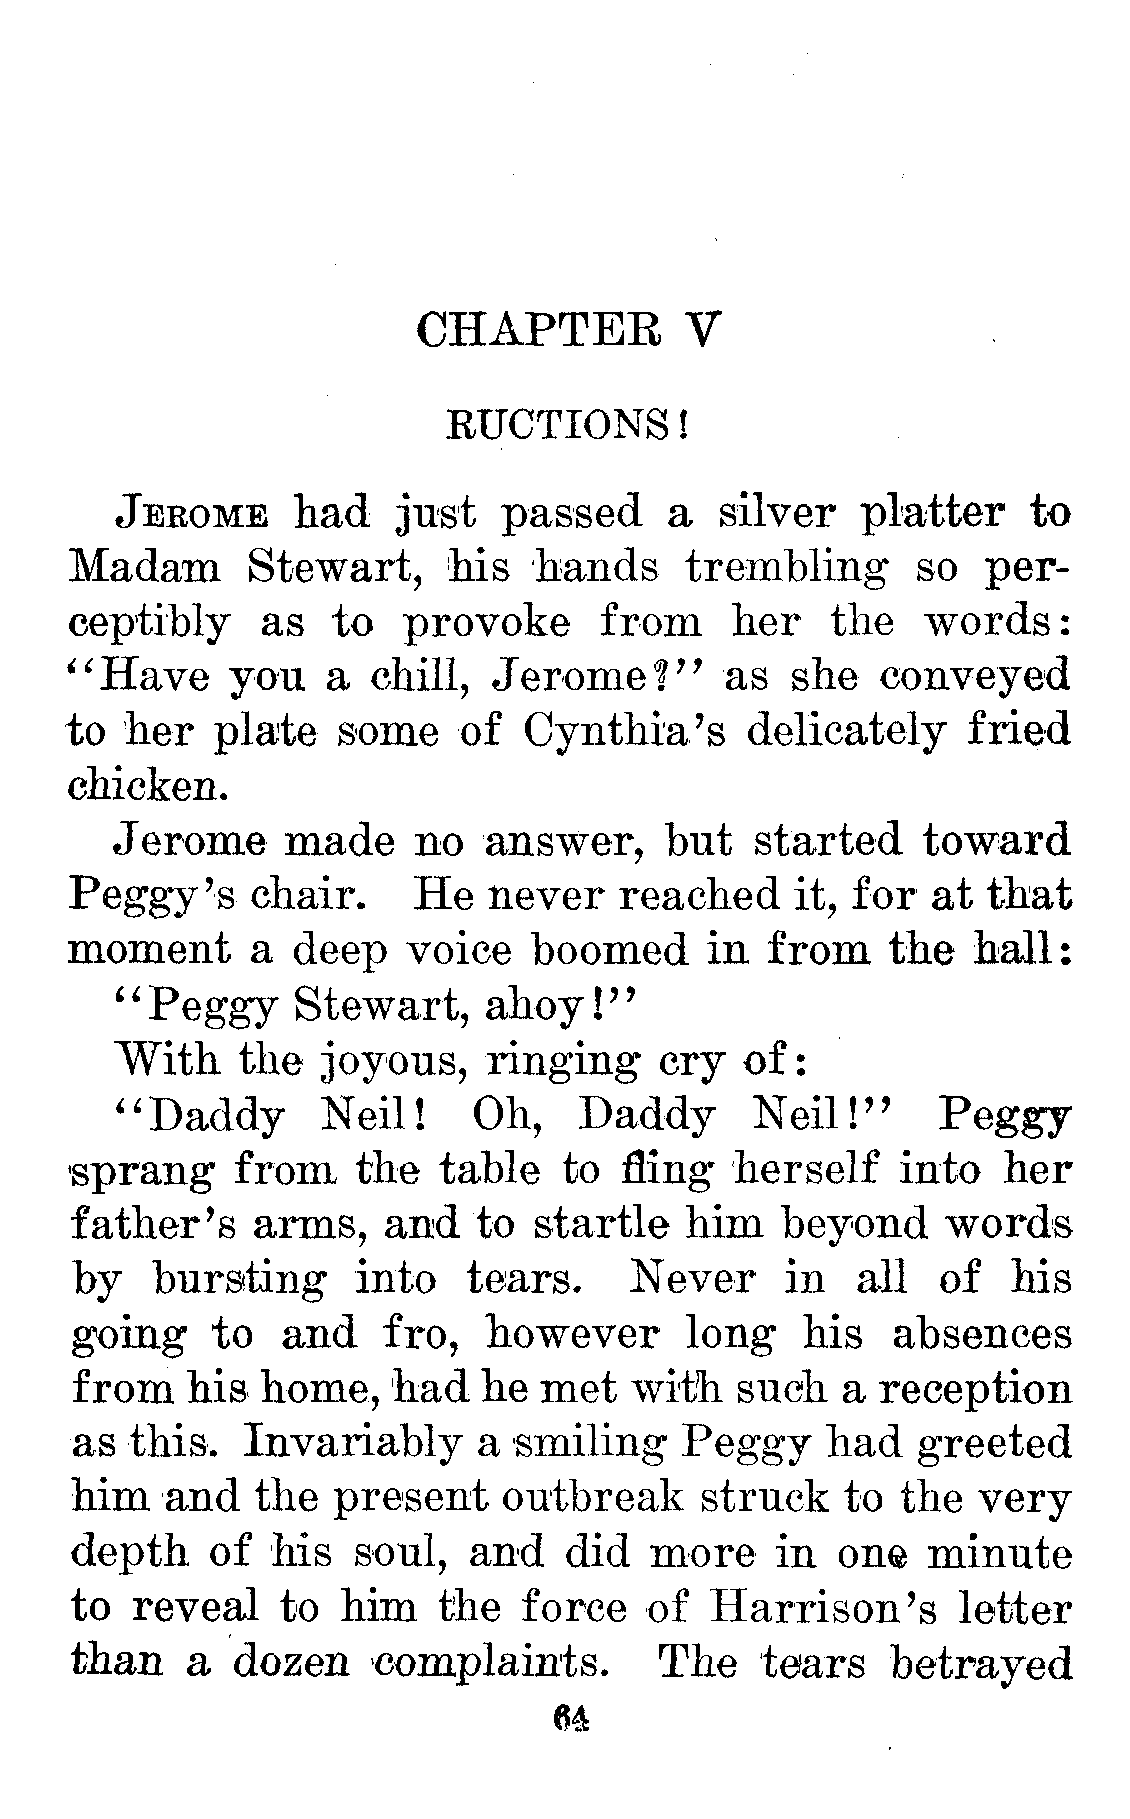 CHAPTER V
RUCTIONS!
JEROME had just passed a silver platter to
Madam Stewart, his hands trembling so per-
ceptibly as to provoke from her the words:
"Have you a chill, Jerome?" as she conveyed
to her plate some of Cynthia's delicately fried
chicken.
Jerome made no answer, but started toward
Peggy's chair. He never reached it, for at that
moment a deep voice boomed in from the hall:
"Peggy Stewart, ahoy!"
With the joyous, ringing cry of:
"Daddy Neil! Oh, Daddy Neil!" Peggy
sprang from the table to fling herself into her
father's arms, and to startle him beyond words
by bursting into tears. Never in all of his
going to and fro, however long his absences
from his home, had he met with such a reception
as this. Invariably a smiling Peggy had greeted
him and the present outbreak struck to the very
depth of his soul, and did more in one minute
to reveal to him the force of Harrison's letter
than a dozen complaints. The tears betrayed
64